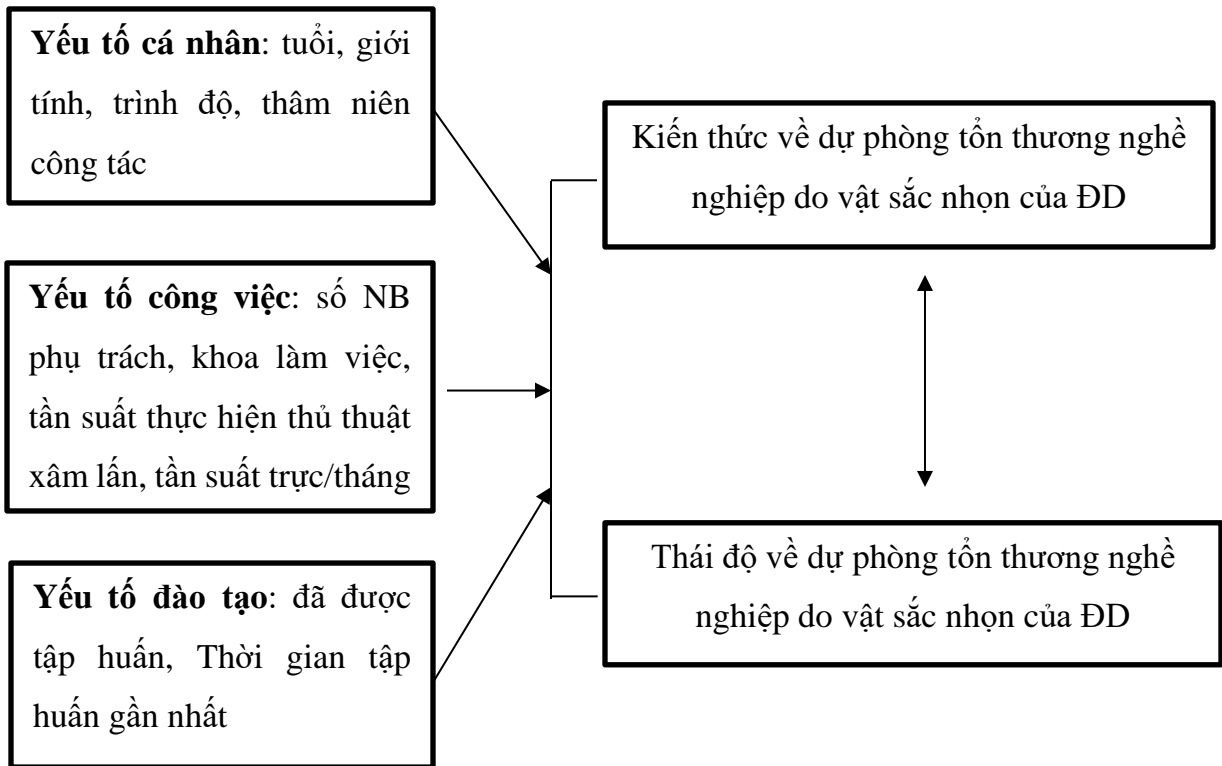 Yếu tố cá nhân: tuổi, giới
tính, trình độ, thâm niên
công tác
Kiến thức về dự phòng tổn thương nghề
nghiệp do vật sắc nhọn của ĐD
Yếu tố công việc: số NB
phụ trách, khoa làm việc,
tần suất thực hiện thủ thuật
xâm lấn, tần suất trực/tháng
Thái độ về dự phòng tổn thương nghề
nghiệp do vật sắc nhọn của ĐD
Yếu tố đào tạo: đã được
tập huấn, Thời gian tập
huấn gần nhất